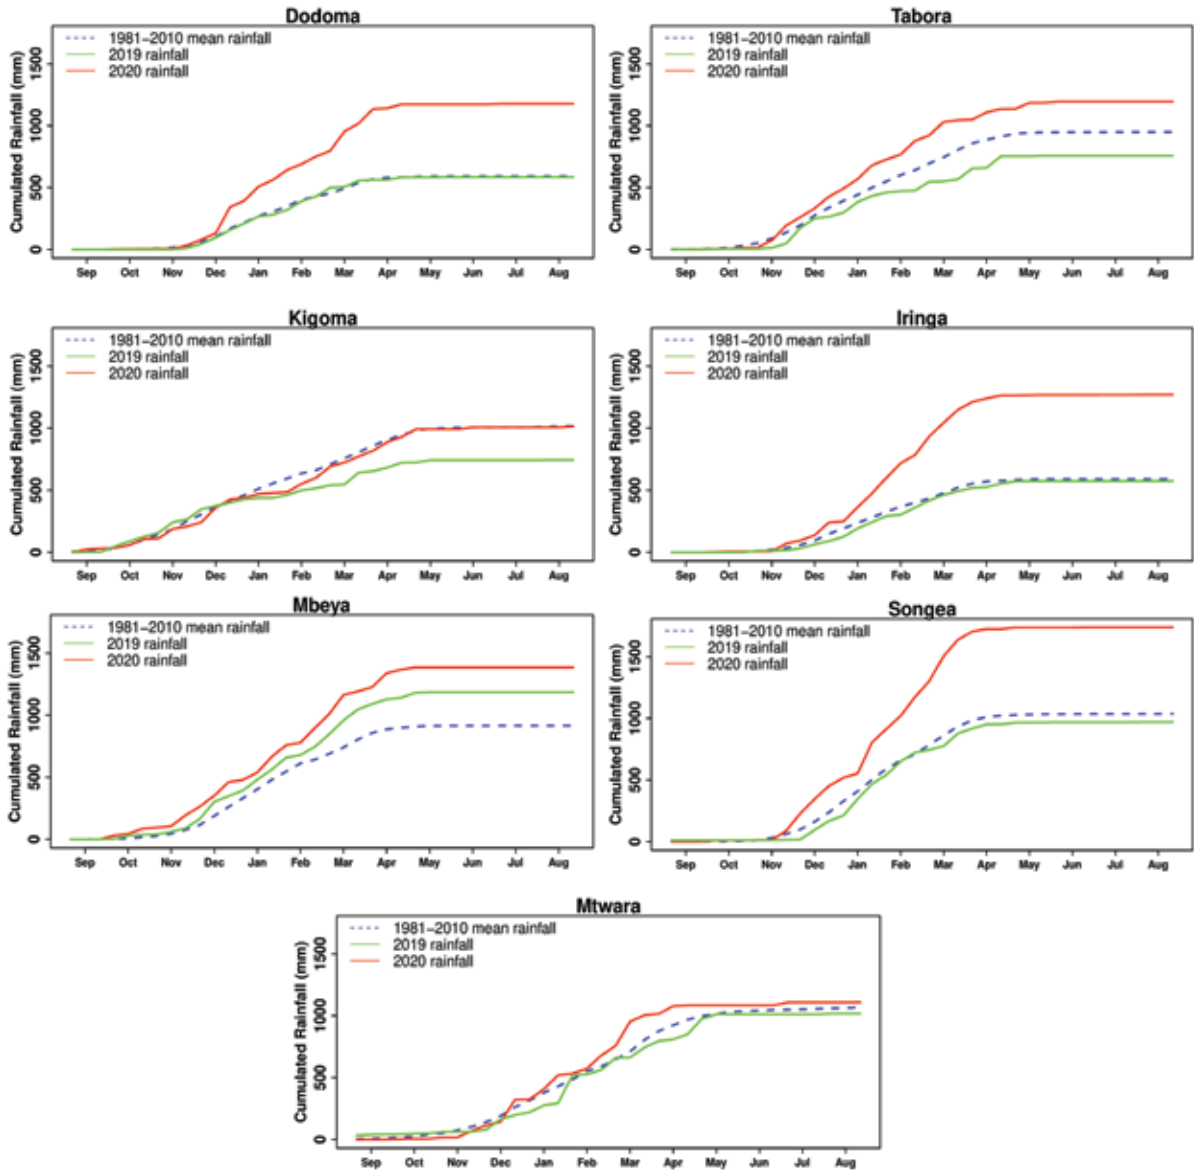 Dodoma
1981−2010 mean rainfall
2019 rainfall
2020 rainfall
Cumulated Rainfall (mm)
0 500 1000 1500
Sep Oct Nov Dec Jan Feb Mar Apr May Jun Jul Aug
Tabora
1981−2010 mean rainfall
2019 rainfall
2020 rainfall
Cumulated Rainfall (mm)
0 500 1000 1500
Sep Oct Nov Dec Jan Feb Mar Apr May Jun Jul Aug
Kigoma
1981−2010 mean rainfall
2019 rainfall
2020 rainfall
Cumulated Rainfall (mm)
0 500 1000 1500
Sep Oct Nov Dec Jan Feb Mar Apr May Jun Jul Aug
Iringa
1981−2010 mean rainfall
2019 rainfall
2020 rainfall
Cumulated Rainfall (mm)
0 500 1000 1500
Sep Oct Nov Dec Jan Feb Mar Apr May Jun Jul Aug
Mbeya
1981−2010 mean rainfall
2019 rainfall
2020 rainfall
Cumulated Rainfall (mm)
0 500 1000 1500
Sep Oct Nov Dec Jan Feb Mar Apr May Jun Jul Aug
Songea
1981−2010 mean rainfall
2019 rainfall
2020 rainfall
Cumulated Rainfall (mm)
0 500 1000 1500
Sep Oct Nov Dec Jan Feb Mar Apr May Jun Jul Aug
Mtwara
1981−2010 mean rainfall
2019 rainfall
2020 rainfall
Cumulated Rainfall (mm)
0 500 1000 1500
Sep Oct Nov Dec Jan Feb Mar Apr May Jun Jul Aug